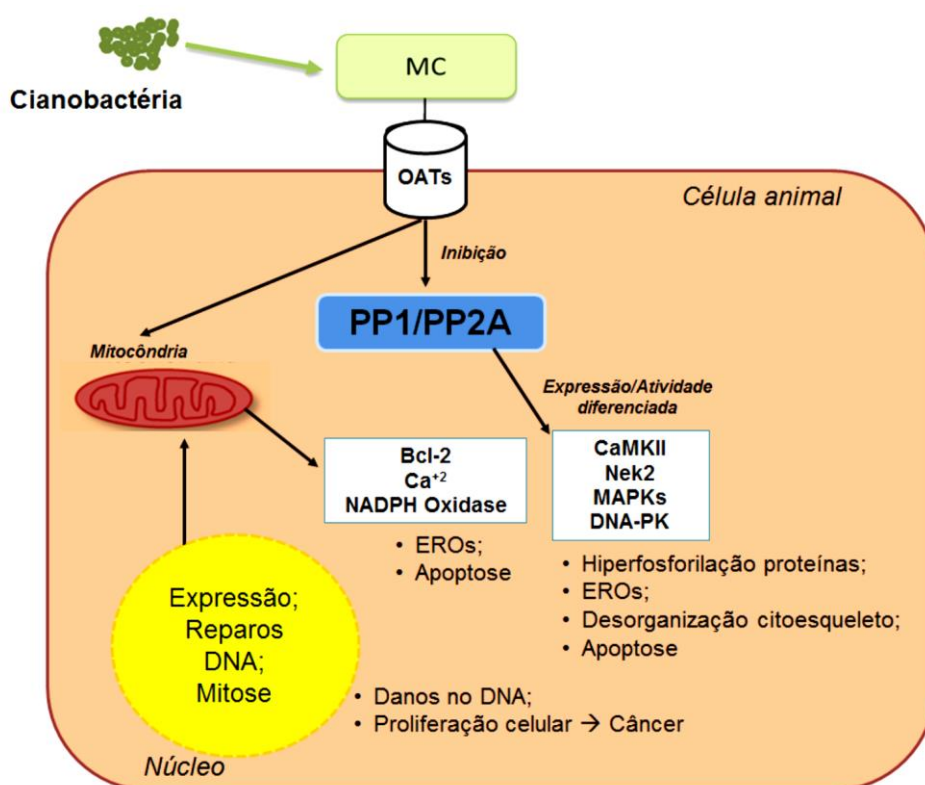 MC
Cianobactéria
OATs
Célula animal
Inibição
PP1/PP2A
Mitocôndria
Expressão/Atividade
diferenciada
Bcl-2
Ca+2
NADPH Oxidase
CaMKII
Nek2
MAPKs
DNA-PK
• EROs;
• Apoptose
• Hiperfosforilação proteínas;
• EROs;
• Desorganização citoesqueleto;
• Apoptose
Expressão;
Reparos
DNA;
Mitose
• Danos no DNA;
• Proliferação celular → Câncer
Núcleo